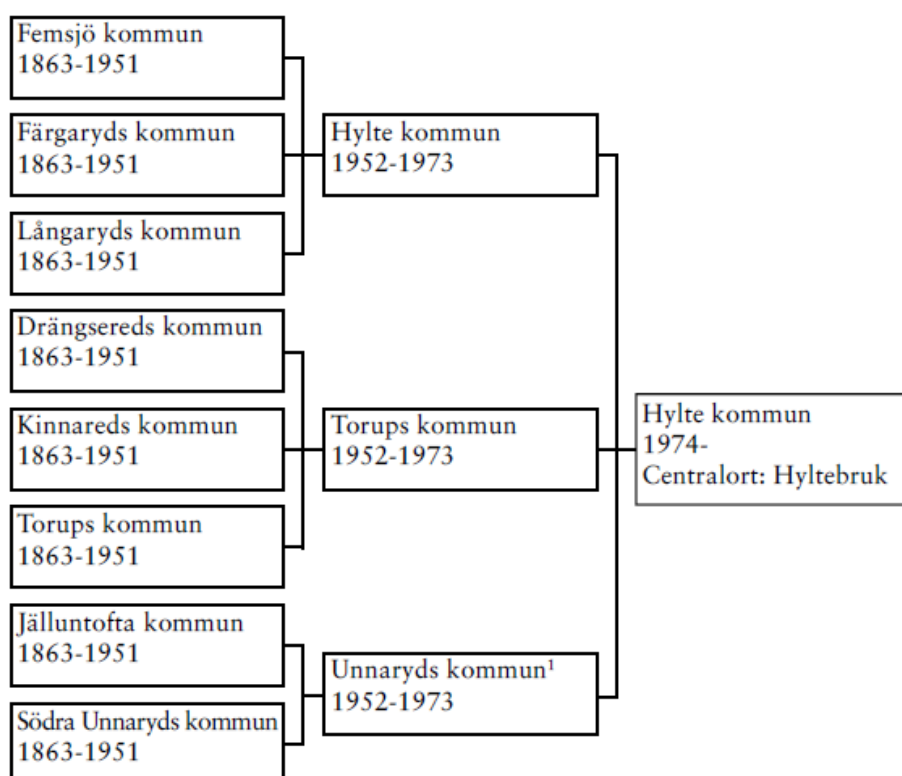 Femsjö kommun
1863-1951
Färgaryds kommun
1863-1951
Långaryds kommun
1863-1951
Drängsereds kommun
1863-1951
Kinnareds kommun
1863-1951
Torups kommun
1863-1951
Jälluntofta kommun
1863-1951
Södra Unnaryds kommun
1863-1951
Hylte kommun
1952-1973
Torups kommun
1952-1973
Unnaryds kommun¹
1952-1973
Hylte kommun
1974-
Centralort: Hyltebruk